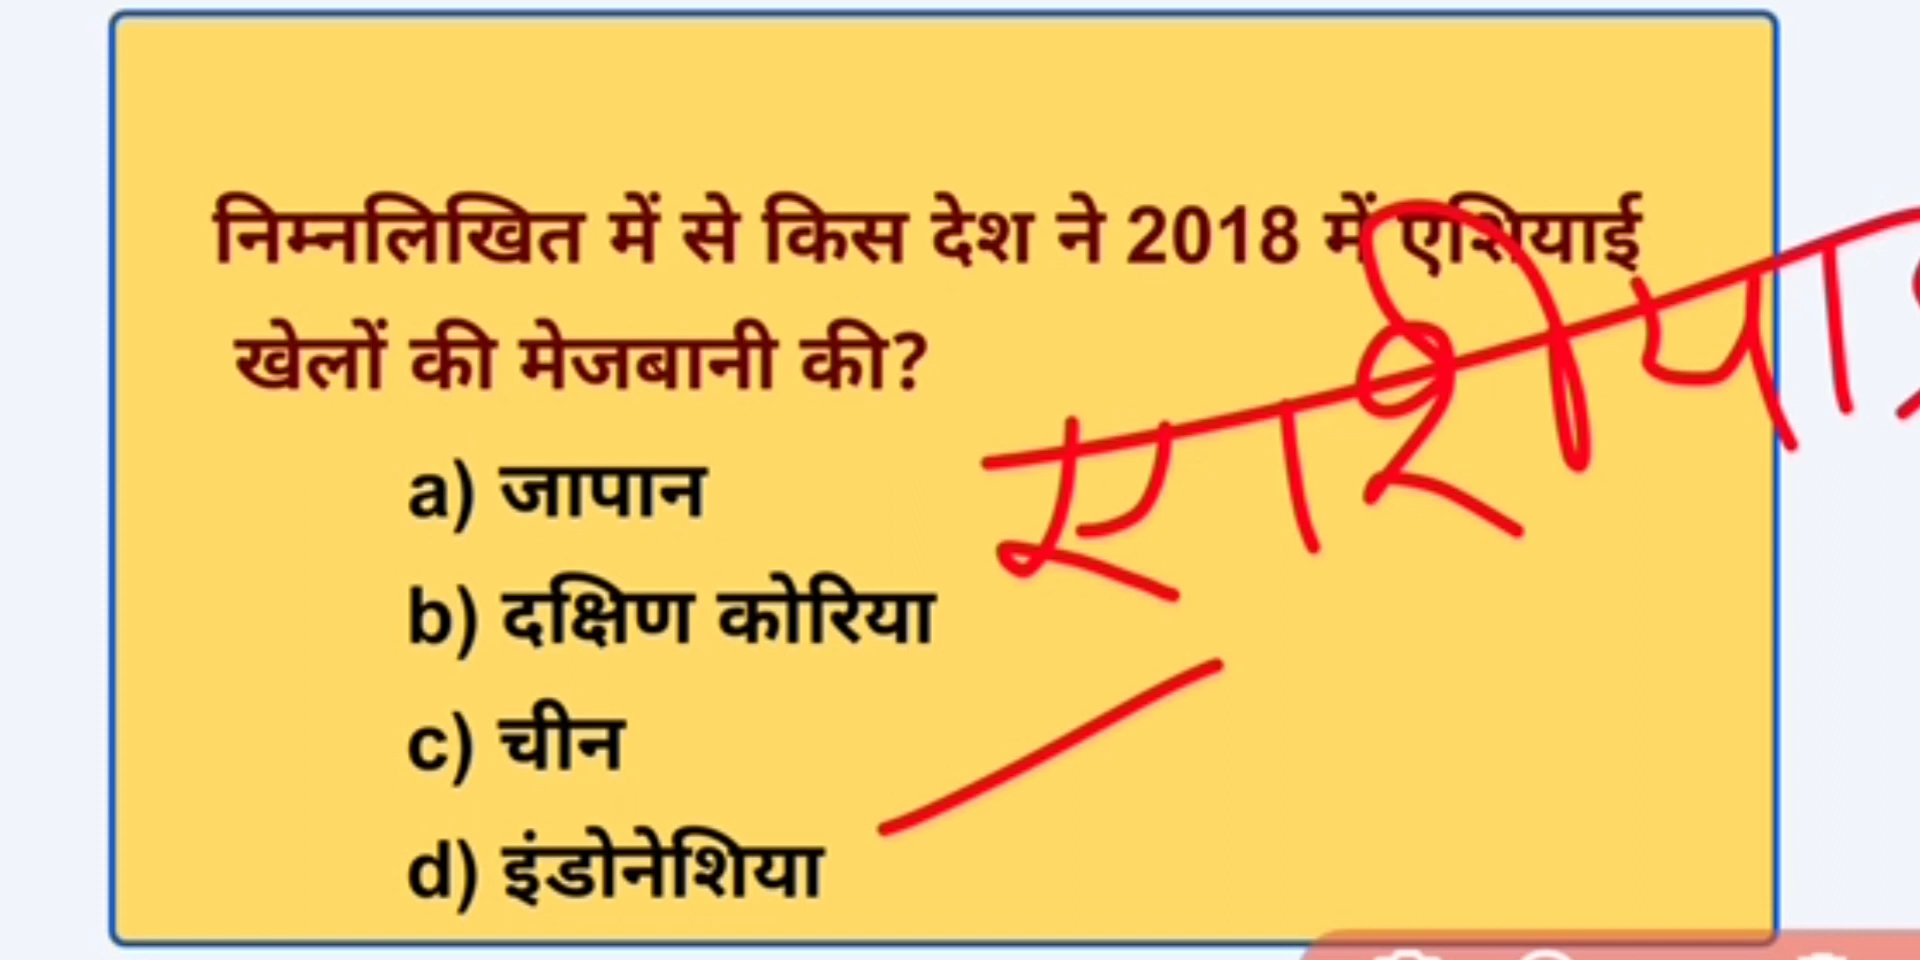 निम्नलिखित में से किस देश ने 2018 में एशियाई
खेलों की मेजबानी की?
a) जापान
b) दक्षिण कोरिया
c) चीन
d) इंडोनेशिया